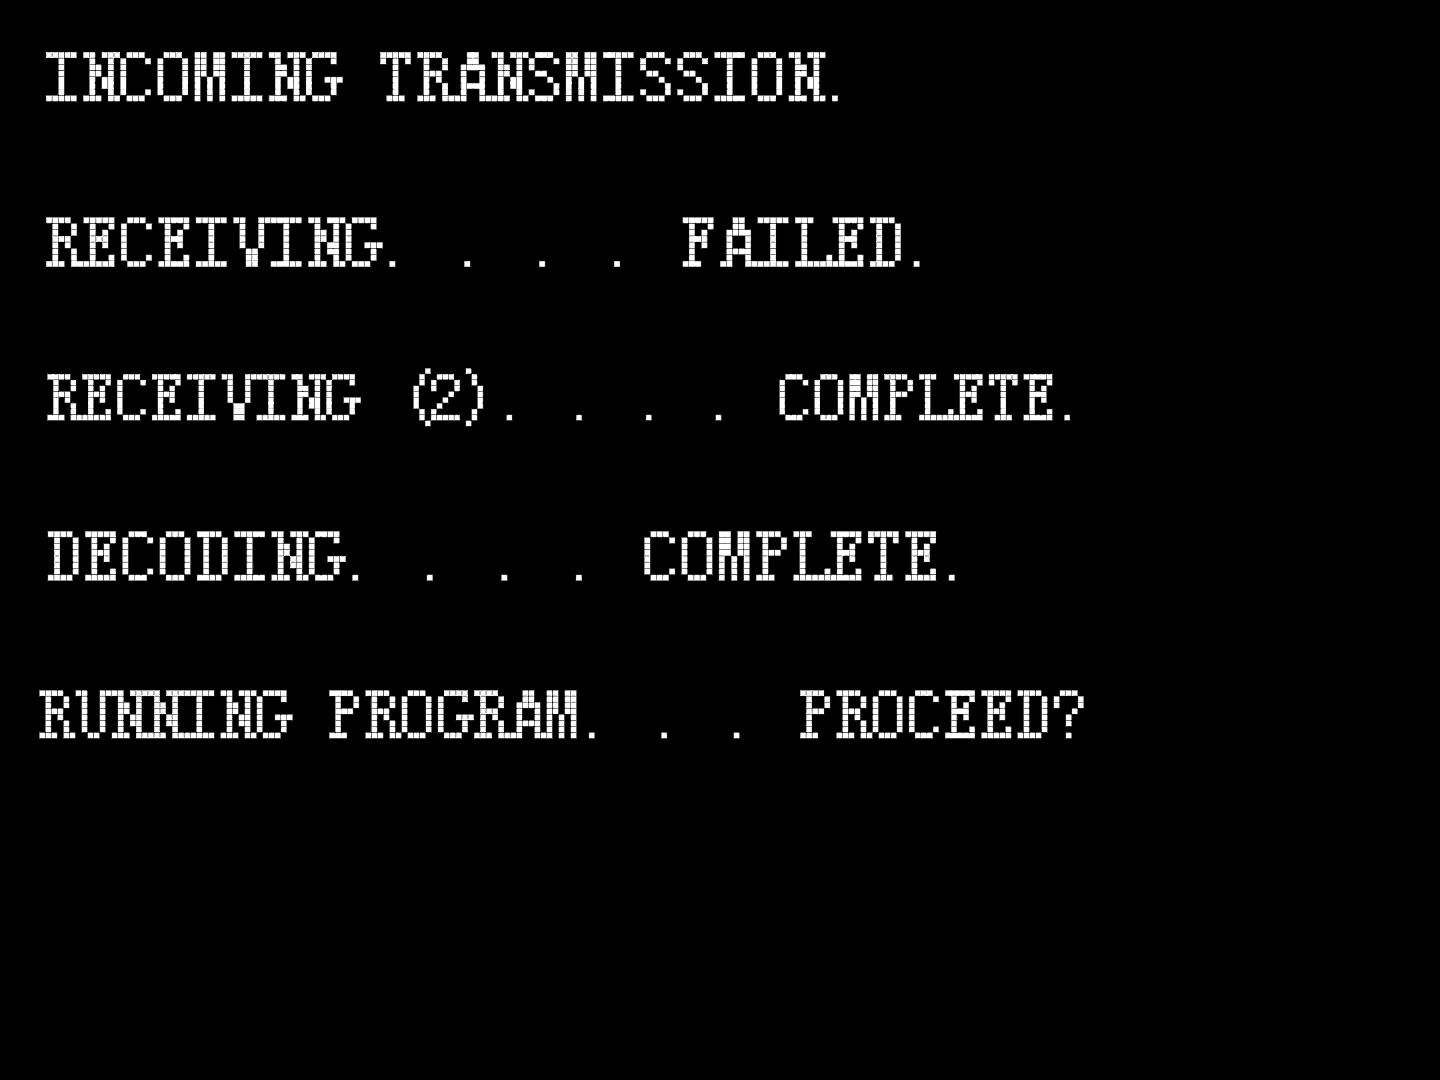 INCOMING TRANSMISSION.
RECEIVING. . . . FAILED.
RECEIVING (2). . . . COMPLETE.
DECODING. . . . COMPLETE.
RUNNING PROGRAM. . . PROCEED?